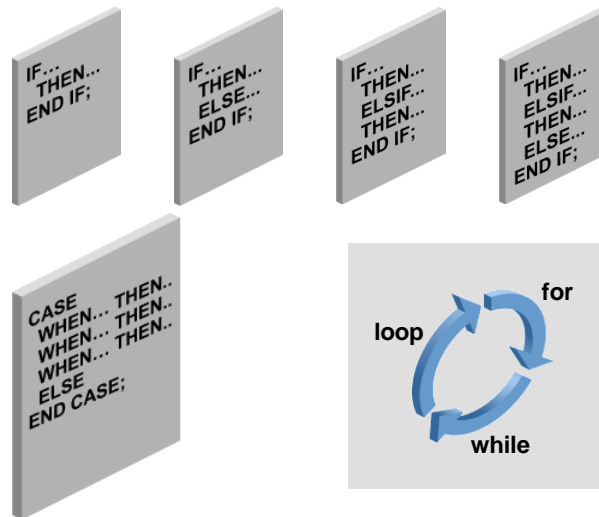 IF...
THEN...
END IF;
IF...
THEN...
ELSE...
END IF;
IF...
THEN...
ELSIF...
THEN...
END IF;
IF...
THEN...
ELSIF...
THEN...
ELSE...
END IF;
CASE
WHEN... THEN..
WHEN... THEN..
WHEN... THEN..
ELSE
END CASE;
for
loop
while